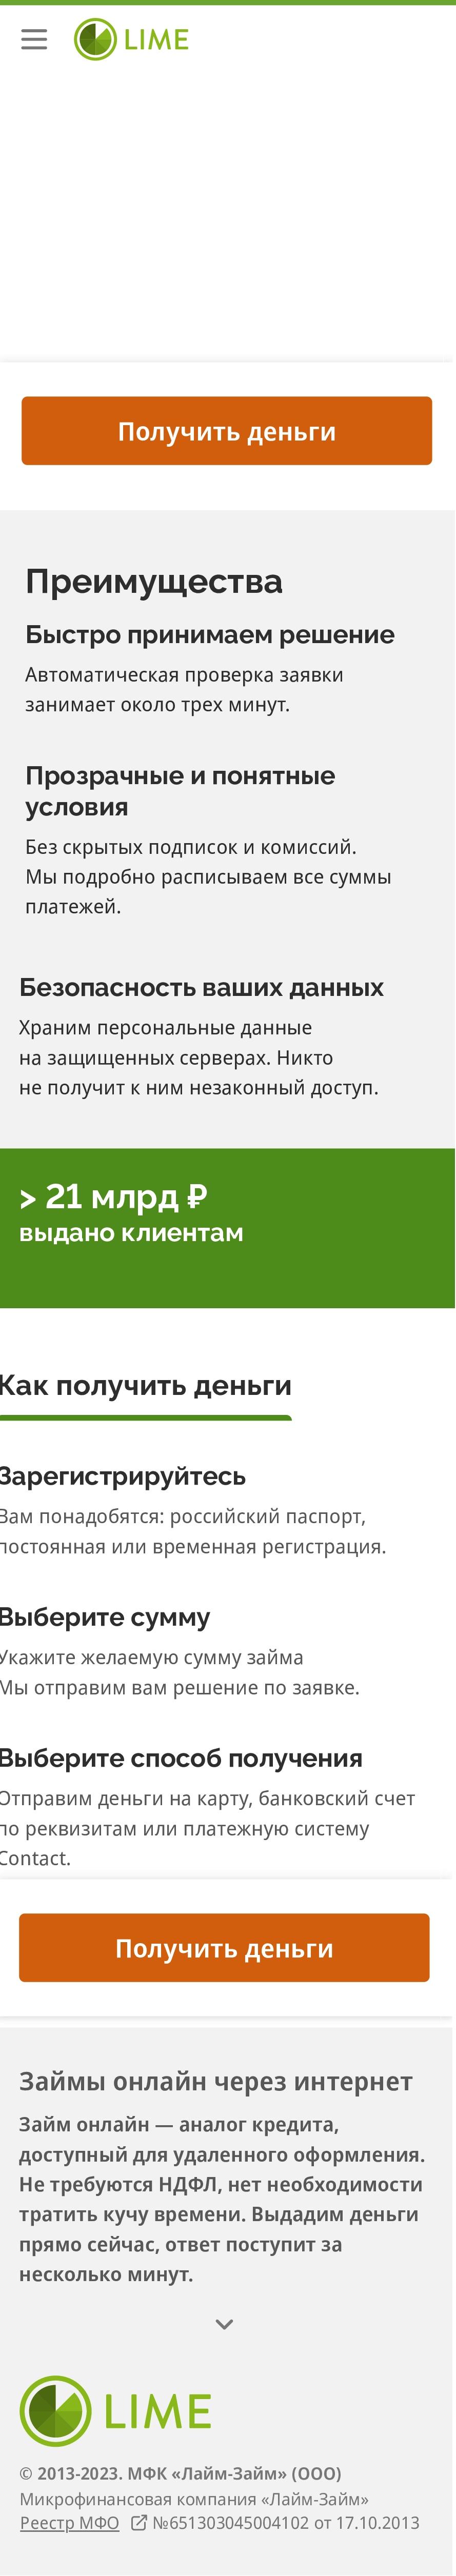 LIME
Получить деньги
Преимущества
Быстро принимаем решение
Автоматическая проверка заявки
занимает около трех минут.
Прозрачные и понятные
условия
Без скрытых подписок и комиссий.
Мы подробно расписываем все суммы
платежей.
Безопасность ваших данных
Храним персональные данные
на защищенных серверах. Никто
не получит к ним незаконный доступ.
> 21 млрд ₽
выдано клиентам
Как получить деньги
Зарегистрируйтесь
Вам понадобятся: российский паспорт,
постоянная или временная регистрация.
Выберите сумму
Укажите желаемую сумму займа
Мы отправим вам решение по заявке.
Выберите способ получения
Отправим деньги на карту, банковский счет
по реквизитам или платежную систему
Contact.
Получить деньги
Займы онлайн через интернет
Займ онлайн — аналог кредита,
доступный для удаленного оформления.
Не требуются НДФЛ, нет необходимости
тратить кучу времени. Выдадим деньги
прямо сейчас, ответ поступит за
несколько минут.
LIME
© 2013-2023. МФК «Лайм-Займ» (ООО)
Микрофинансовая компания «Лайм-Займ»
Реестр МФО №651303045004102 от 17.10.2013